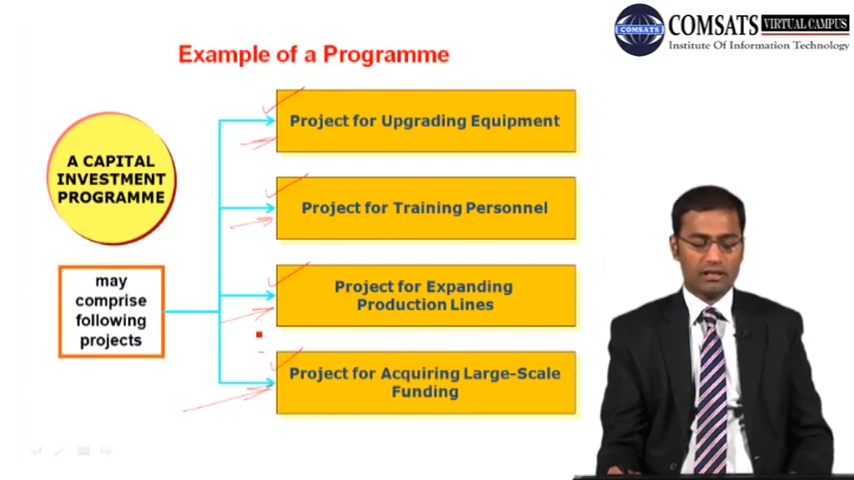 COMSATS VIRTUAL CAMPUS
COMSATS
Institute Of Information Technology
Example of a Programme
A CAPITAL
INVESTMENT
PROGRAMME
may
comprise
following
projects
Project for Upgrading Equipment
Project for Training Personnel
Project for Expanding
Production Lines
Project for Acquiring Large-Scale
Funding